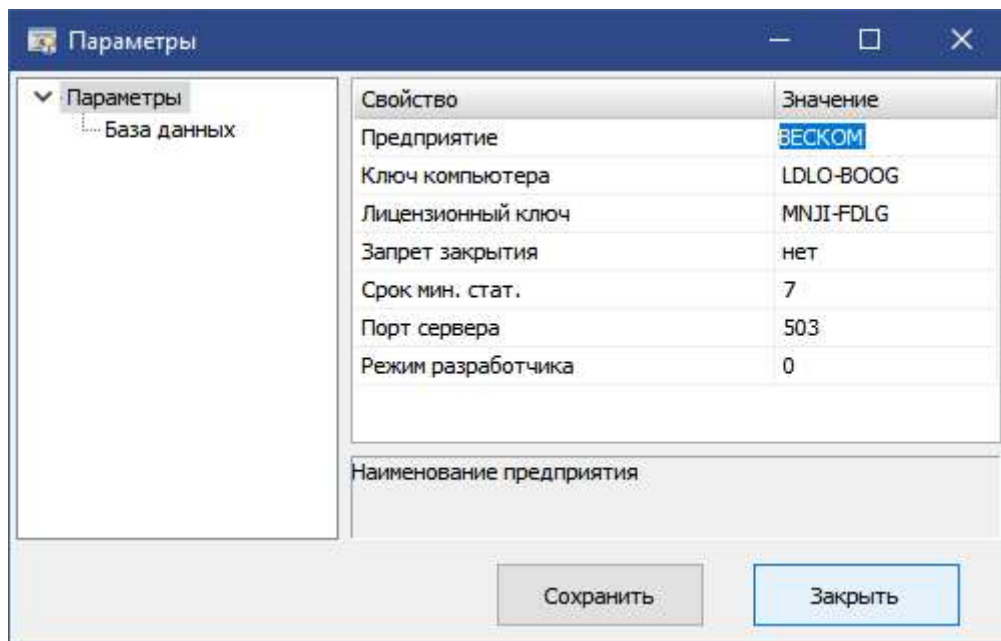 Параметры
Параметры
База данных
Свойство Значение
Предприятие ВЕСКОМ
Ключ компьютера LDLO-BOOG
Лицензионный ключ MNJI-FDLG
Запрет закрытия нет
Срок мин. стат. 7
Порт сервера 503
Режим разработчика 0
Наименование предприятия
Сохранить Закрыть